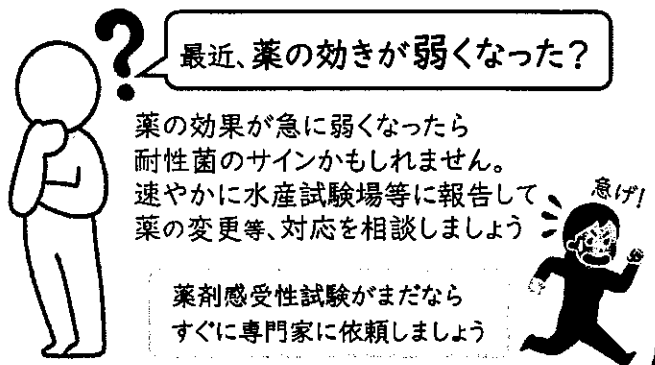 ?
最近、薬の効きが弱くなった?
薬の効果が急に弱くなったら
耐性菌のサインかもしれません。
速やかに水産試験場等に報告して
薬の変更等、対応を相談しましょう
急げ!
薬剤感受性試験がまだなら
すぐに専門家に依頼しましょう